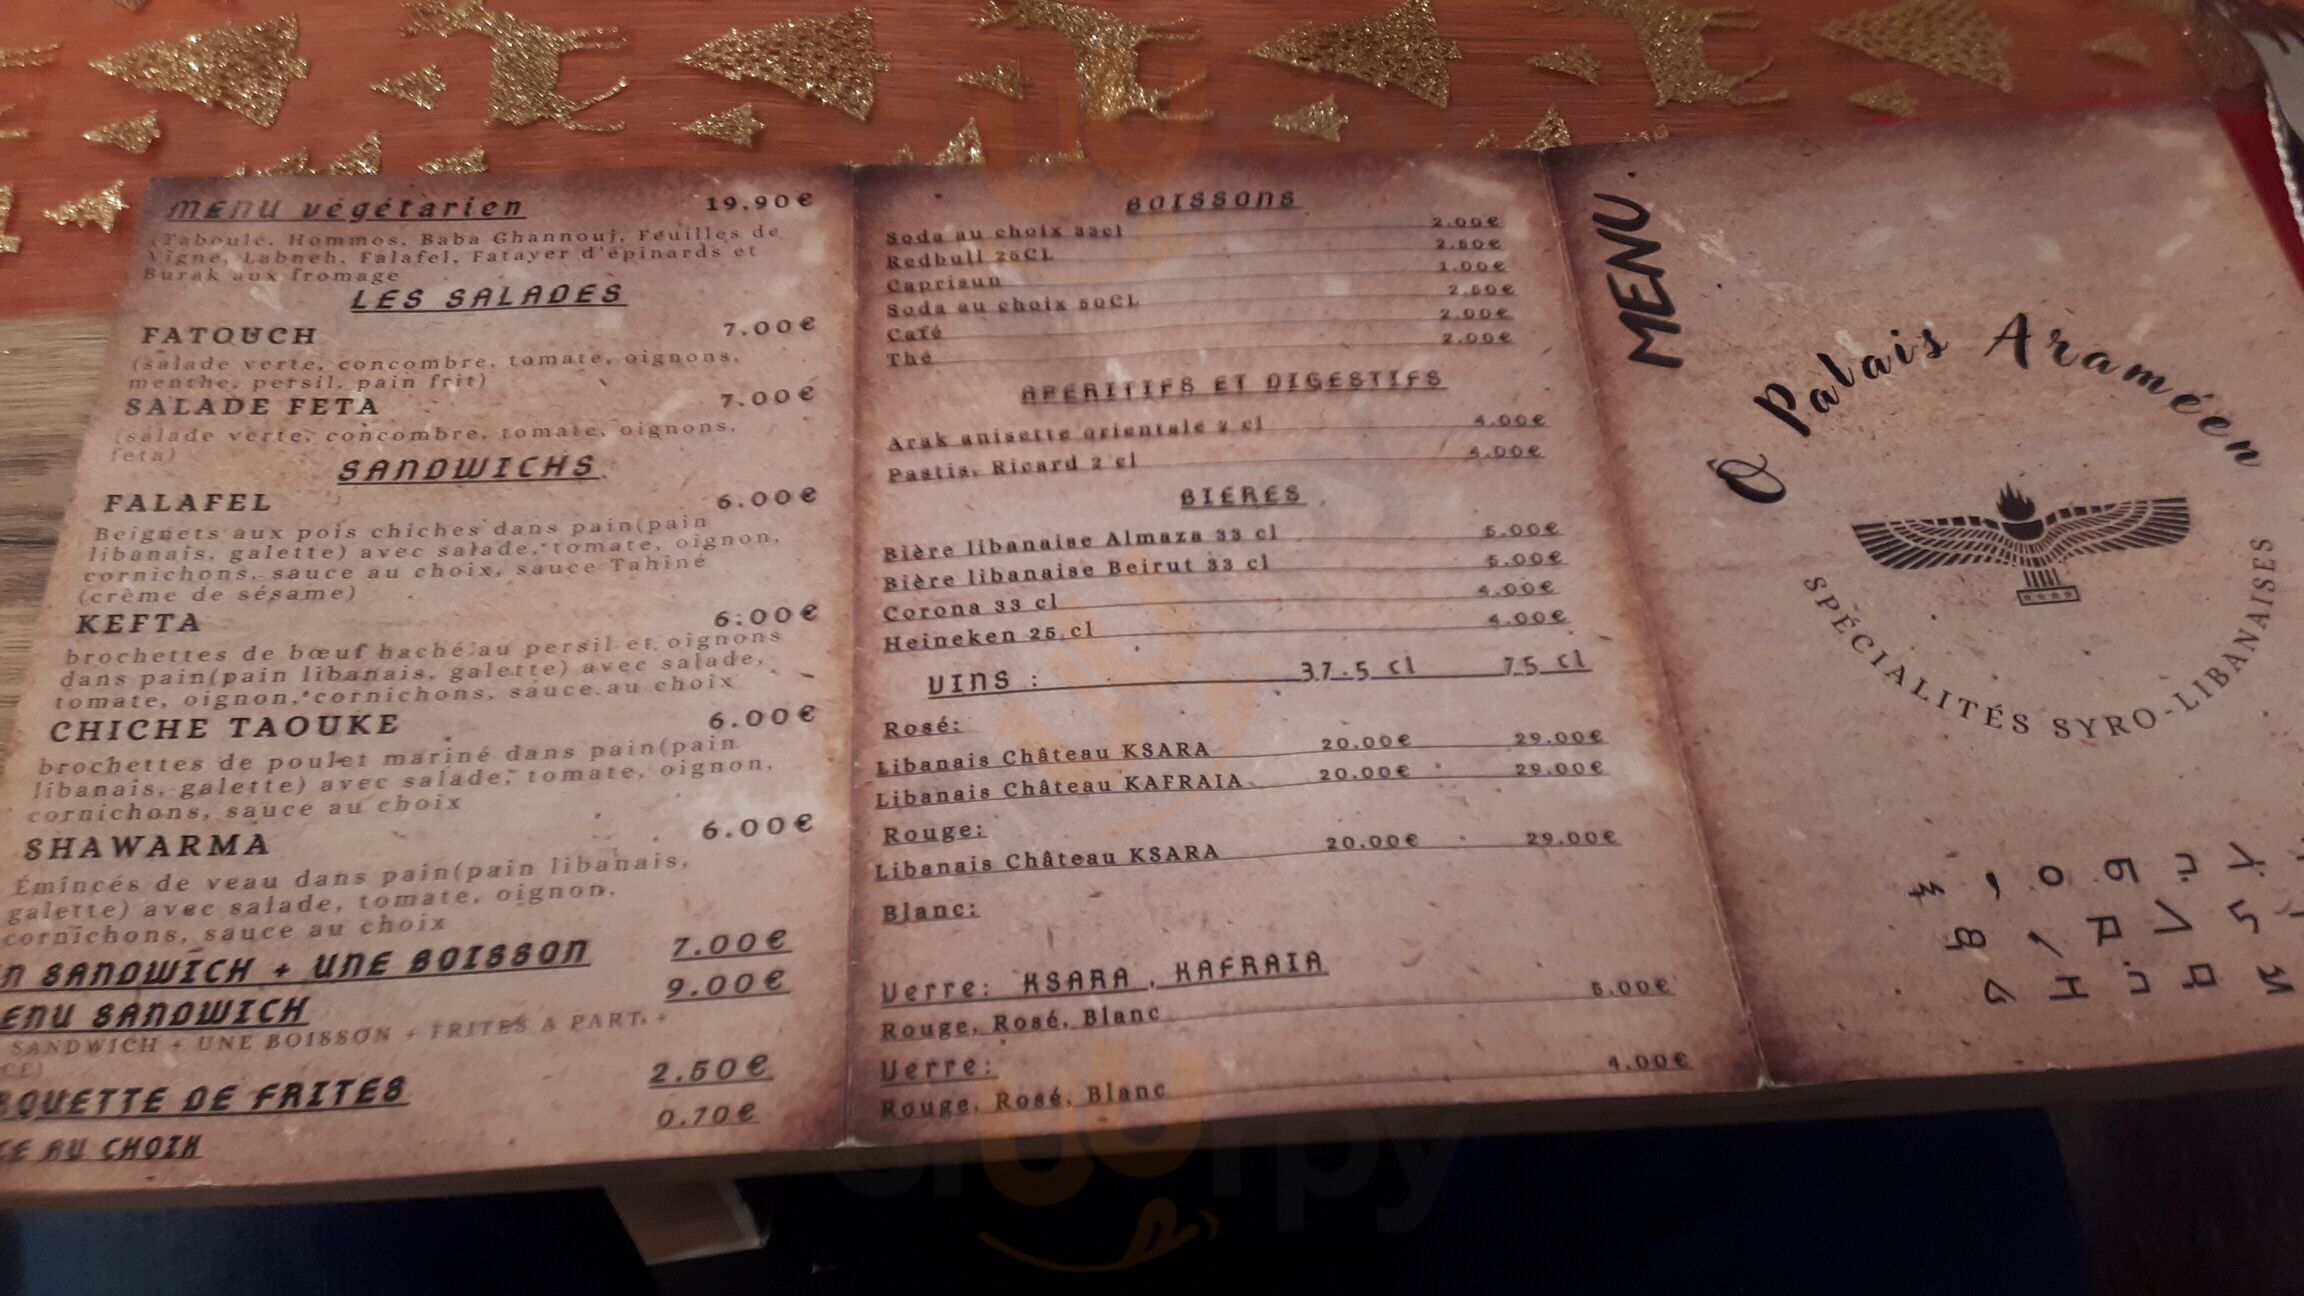 MENU végétarien 19.90€
(Taboulé, Hommos, Baba Ghannouj, Feuilles de
Vigne, Labneh, Falafel, Fatayer d'épinards et
Burak aux fromage
LES SALADES
FATOUCH 7.00€
(salade verte, concombre, tomate, oignons,
menthe, persil, pain frit)
SALADE FETA 7.00€
(salade verte, concombre, tomate, oignons,
feta)
SANDWICHS
FALAFEL 6.00€
Beignets aux pois chiches dans pain(pain
libanais, galette) avec salade, tomate, oignon,
cornichons, sauce au choix, sauce Tahiné
(crème de sésame)
KEFTA 6.00€
brochettes de bœuf haché au persil et oignons
dans pain(pain libanais, galette) avec salade,
tomate, oignon, cornichons, sauce au choix
CHICHE TAOUKE 6.00€
brochettes de poulet mariné dans pain(pain
libanais, galette) avec salade, tomate, oignon,
cornichons, sauce au choix
SHAWARMA 6.00€
Émincés de veau dans pain(pain libanais,
galette) avec salade, tomate, oignon,
cornichons, sauce au choix
SANDWICH + UNE BOISSON 7.00€
SANDWICH 9.00€
SANDWICH + UNE BOISSON + FRITES A PART +
DE FRITES 2.50€
AU CHOIX 0.70€
BOISSONS
Soda au choix 33cl 2.00€
Redbull 25CL 2.50€
Caprisun 1.00€
Soda au choix 50CL 2.50€
Café 2.00€
Thé 2.00€
APERITIFS ET DIGESTIFS
Arak anisette orientale 2 cl 4.00€
Pastis, Ricard 2 cl 4.00€
BIERES
Bière libanaise Almaza 33 cl 5.00€
Bière libanaise Beirut 33 cl 5.00€
Corona 33 cl 4.00€
Heineken 25 cl 4.00€
VINS : 37.5 cl 75 cl
Rosé:
Libanais Château KSARA 20.00€ 29.00€
Libanais Château KAFRAIA 20.00€ 29.00€
Rouge:
Libanais Château KSARA 20.00€ 29.00€
Blanc:
Verre: KSARA , KAFRAIA
Rouge, Rosé, Blanc 5.00€
Verre:
Rouge, Rosé, Blanc 4.00€
MENU
Ô Palais Araméen
SPÉCIALITÉS SYRO-LIBANAISES